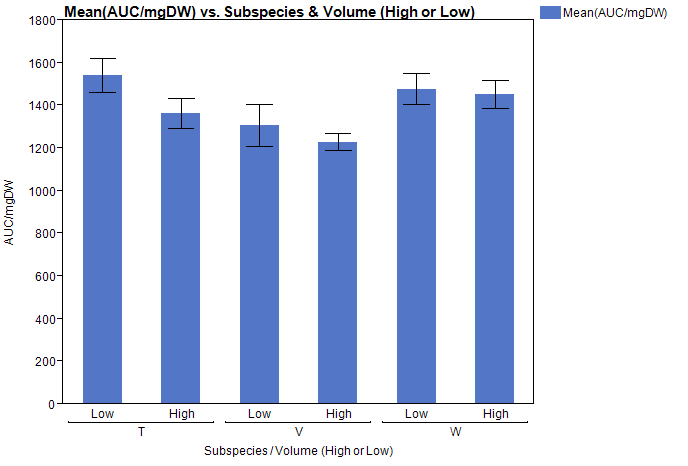 Mean(AUC/mgDW) vs. Subspecies & Volume (High or Low)
Mean(AUC/mgDW)
1800
1600
1400
1200
1000
800
600
400
200
0
AUC/mgDW
Low High Low High Low High
T V W
Subspecies / Volume (High or Low)